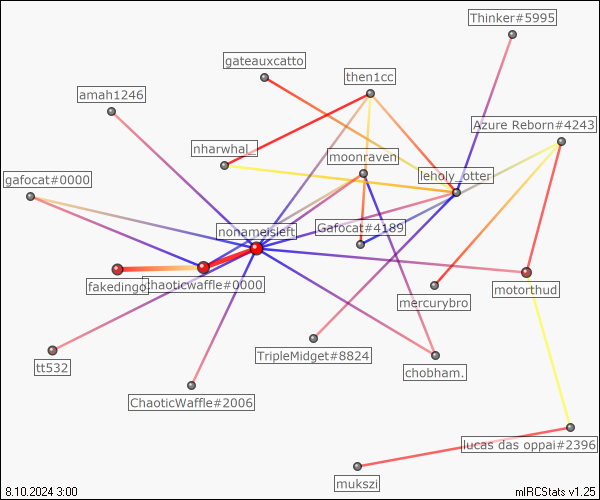 Thinker#5995
gateauxcatto
then1cc
amah1246
Azure Reborn#4243
nharwhal_
moonraven
gafocat#0000
leholy_otter
nonameisleft
Gafocat#4189
fakedingo
chaoticwaffle#0000
motorthud
mercurybro
TripleMidget#8824
tt532
chobham.
ChaoticWaffle#2006
lucas das oppai#2396
mukszi
8.10.2024 3:00
mIRCStats v1.25